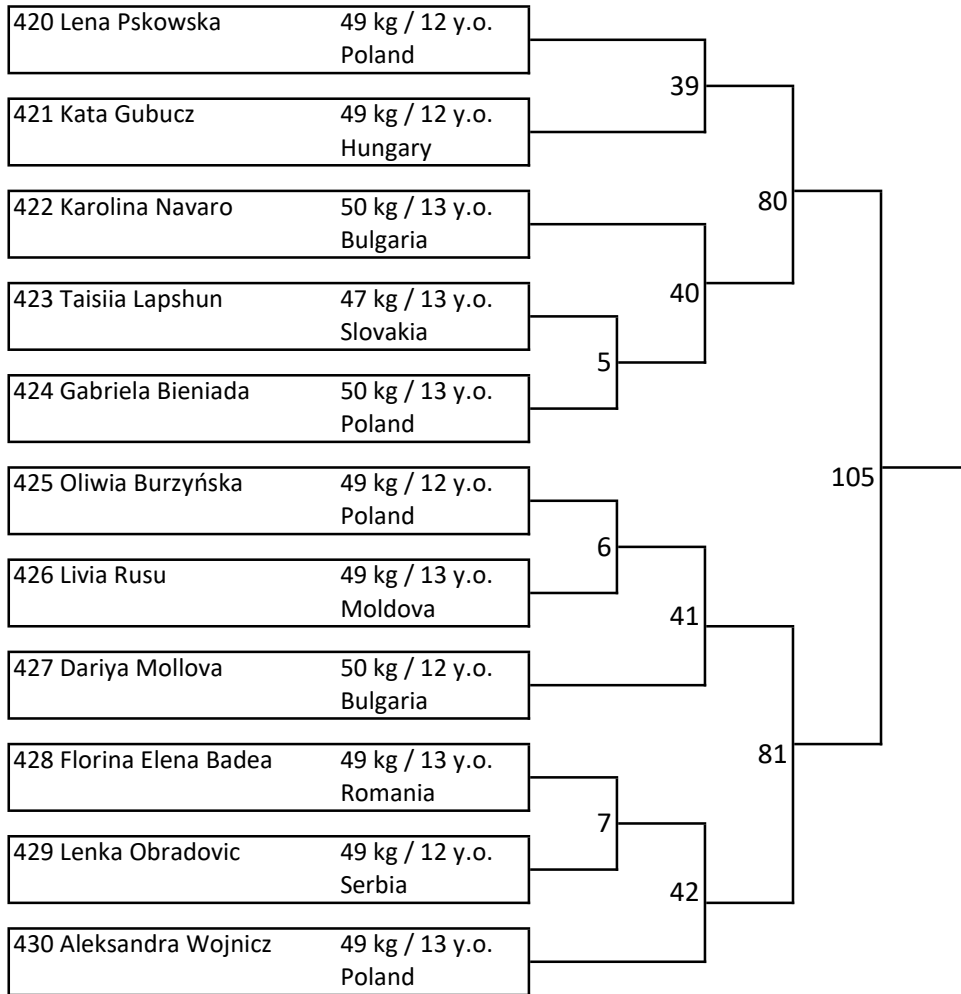 420 Lena Pskowska 49 kg / 12 y.o.
Poland
39
421 Kata Gubucz 49 kg / 12 y.o.
Hungary
422 Karolina Navaro 50 kg / 13 y.o.
80
Bulgaria
423 Taisiia Lapshun 47 kg / 13 y.o.
40
Slovakia
5
424 Gabriela Bieniada 50 kg / 13 y.o.
Poland
425 Oliwia Burzyńska 49 kg / 12 y.o.
105
Poland
6
426 Livia Rusu 49 kg / 13 y.o.
Moldova
41
427 Dariya Mollova 50 kg / 12 y.o.
Bulgaria
428 Florina Elena Badea 49 kg / 13 y.o.
81
Romania
7
429 Lenka Obradovic 49 kg / 12 y.o.
Serbia
42
430 Aleksandra Wojnicz 49 kg / 13 y.o.
Poland